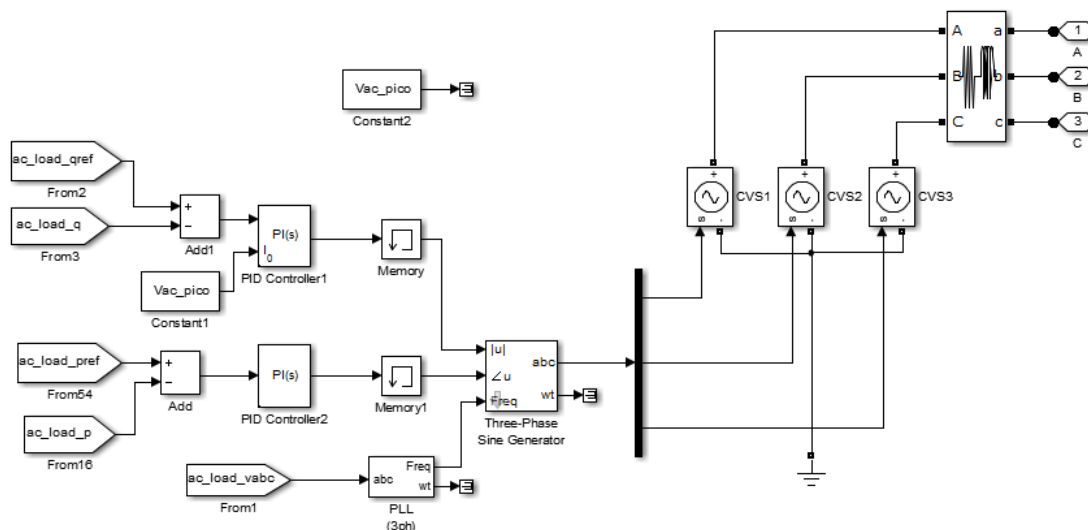 A
a
1
A
B
b
2
B
C
c
3
C
Vac_pico
Constant2
ac_load_qref
From2
ac_load_q
From3
+
−
Add1
PI(s)
I0
PID Controller1
Memory
Vac_pico
Constant1
+
s
-
CVS1
+
s
-
CVS2
+
s
-
CVS3
ac_load_pref
From54
ac_load_p
From16
+
−
Add
PI(s)
PID Controller2
Memory1
|u|
∠u
Freq
abc
wt
Three-Phase
Sine Generator
ac_load_vabc
From1
abc
Freq
wt
PLL
(3ph)